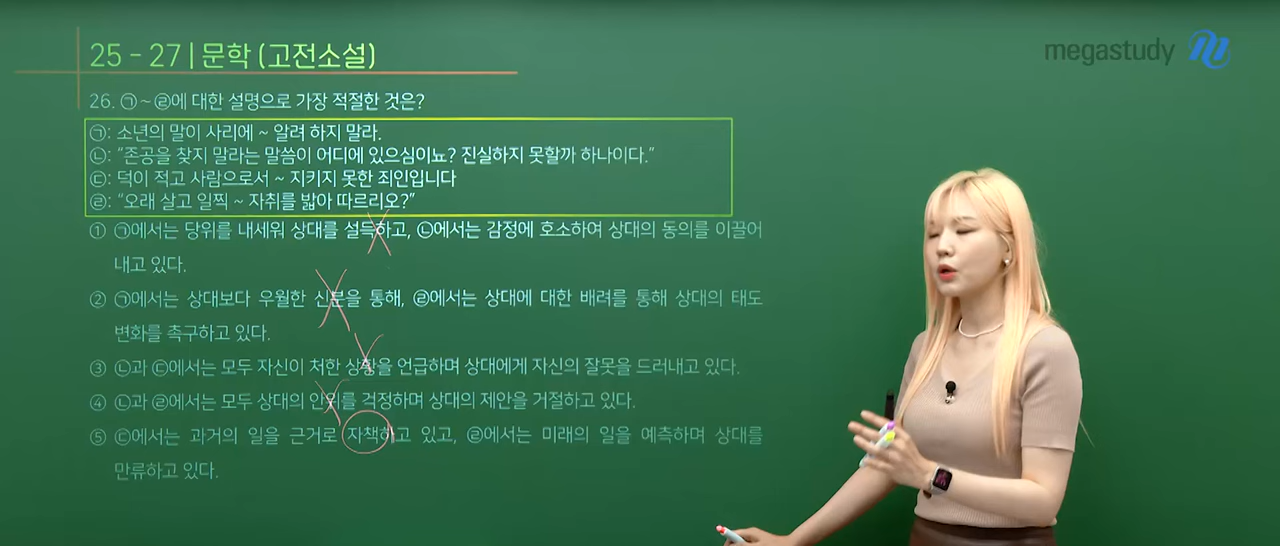 25 - 27 | 문학 (고전소설)
megastudy
26. ㉠ ~ ㉣에 대한 설명으로 가장 적절한 것은?
㉠: 소년의 말이 사리에 ~ 알려 하지 말라.
㉡: “존공을 찾지 말라는 말씀이 어디에 있으심이뇨? 진실하지 못할까 하나이다.”
㉢: 덕이 적고 사람으로서 ~ 지키지 못한 죄인입니다
㉣: “오래 살고 일찍 ~ 자취를 밟아 따르리오?”
① ㉠에서는 당위를 내세워 상대를 설득하고, ㉡에서는 감정에 호소하여 상대의 동의를 이끌어
내고 있다.
② ㉠에서는 상대보다 우월한 신분을 통해, ㉣에서는 상대에 대한 배려를 통해 상대의 태도
변화를 촉구하고 있다.
③ ㉡과 ㉢에서는 모두 자신이 처한 상황을 언급하며 상대에게 자신의 잘못을 드러내고 있다.
④ ㉡과 ㉣에서는 모두 상대의 안위를 걱정하며 상대의 제안을 거절하고 있다.
⑤ ㉢에서는 과거의 일을 근거로 자책하고 있고, ㉣에서는 미래의 일을 예측하며 상대를
만류하고 있다.